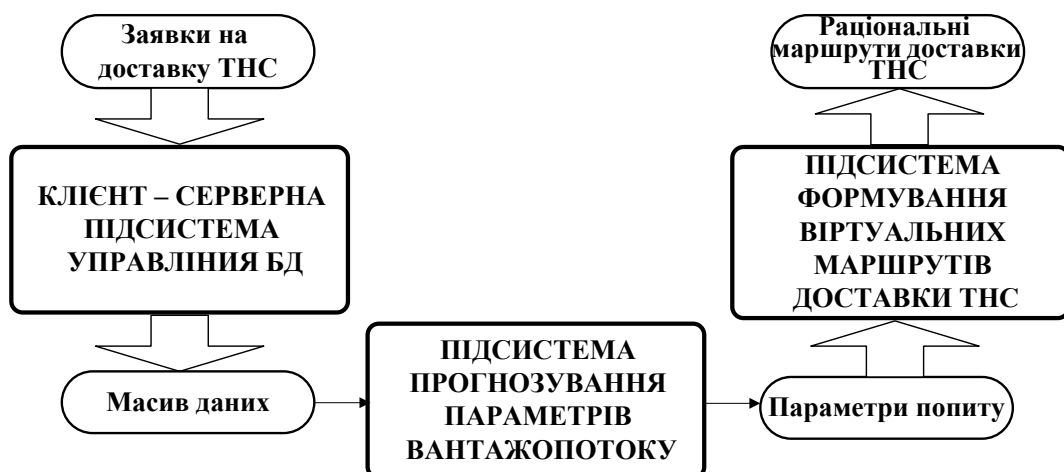 Заявки на
доставку ТНС
КЛІЄНТ – СЕРВЕРНА
ПІДСИСТЕМА
УПРАВЛІНИЯ БД
Масив даних
ПІДСИСТЕМА
ПРОГНОЗУВАННЯ
ПАРАМЕТРІВ
ВАНТАЖОПОТОКУ
Параметри попиту
ПІДСИСТЕМА
ФОРМУВАННЯ
ВІРТУАЛЬНИХ
МАРШРУТІВ
ДОСТАВКИ ТНС
Раціональні
маршрути доставки
ТНС